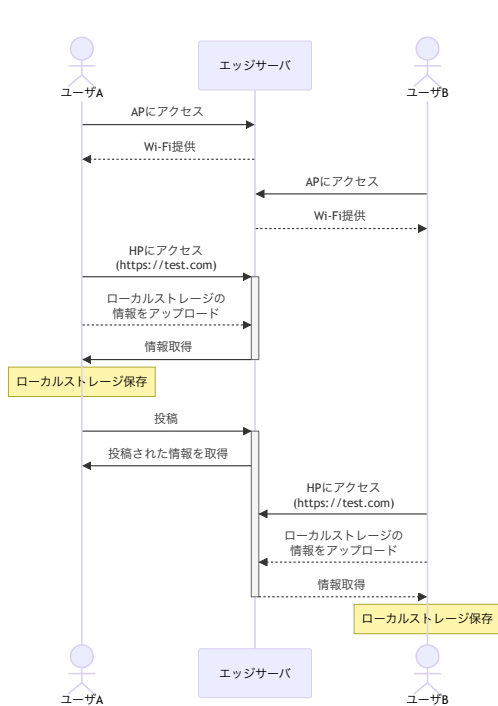 エッジサーバ
ユーザA
ユーザB
APにアクセス
Wi-Fi提供
APにアクセス
Wi-Fi提供
HPにアクセス
(https://test.com)
ローカルストレージの
情報をアップロード
情報取得
ローカルストレージ保存
投稿
投稿された情報を取得
HPにアクセス
(https://test.com)
ローカルストレージの
情報をアップロード
情報取得
ローカルストレージ保存
エッジサーバ
ユーザA
ユーザB